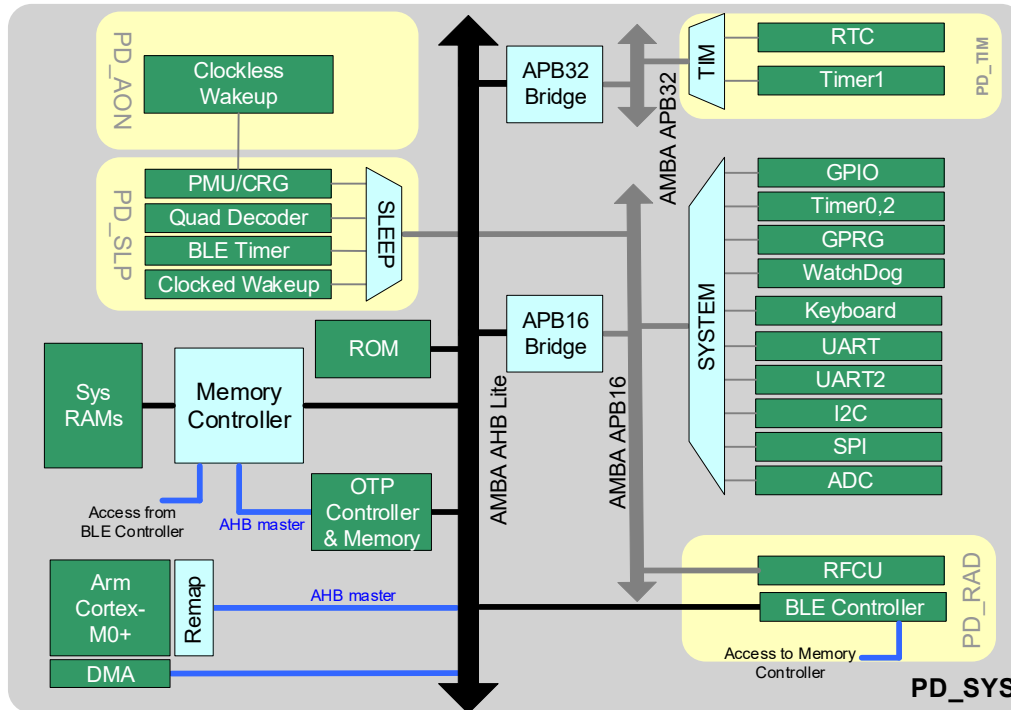 PD_AON
Clockless
Wakeup
PD_SLP
PMU/CRG
Quad Decoder
BLE Timer
Clocked Wakeup
SLEEP
APB32
Bridge
AMBA APB32
TIM
RTC
Timer1
PD_TIM
ROM
Sys
RAMs
Memory
Controller
Access from
BLE Controller
AHB master
OTP
Controller
& Memory
AMBA AHB Lite
APB16
Bridge
AMBA APB16
SYSTEM
GPIO
Timer0,2
GPRG
WatchDog
Keyboard
UART
UART2
I2C
SPI
ADC
Arm
Cortex-
M0+
Remap
AHB master
DMA
RFCU
BLE Controller
PD_RAD
Access to Memory
Controller
PD_SYS